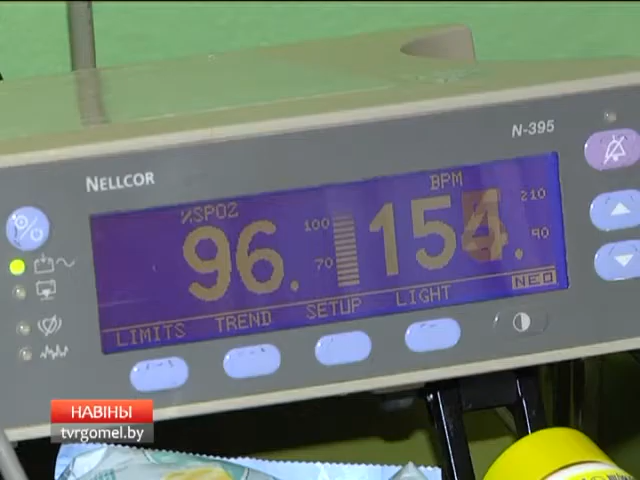 N-395
NELLCOR
%SPO2 BPM
96. 100 70 154. 210 90
NEO
LIMITS TREND SETUP LIGHT
НАВІНЫ
tvrgomel.by